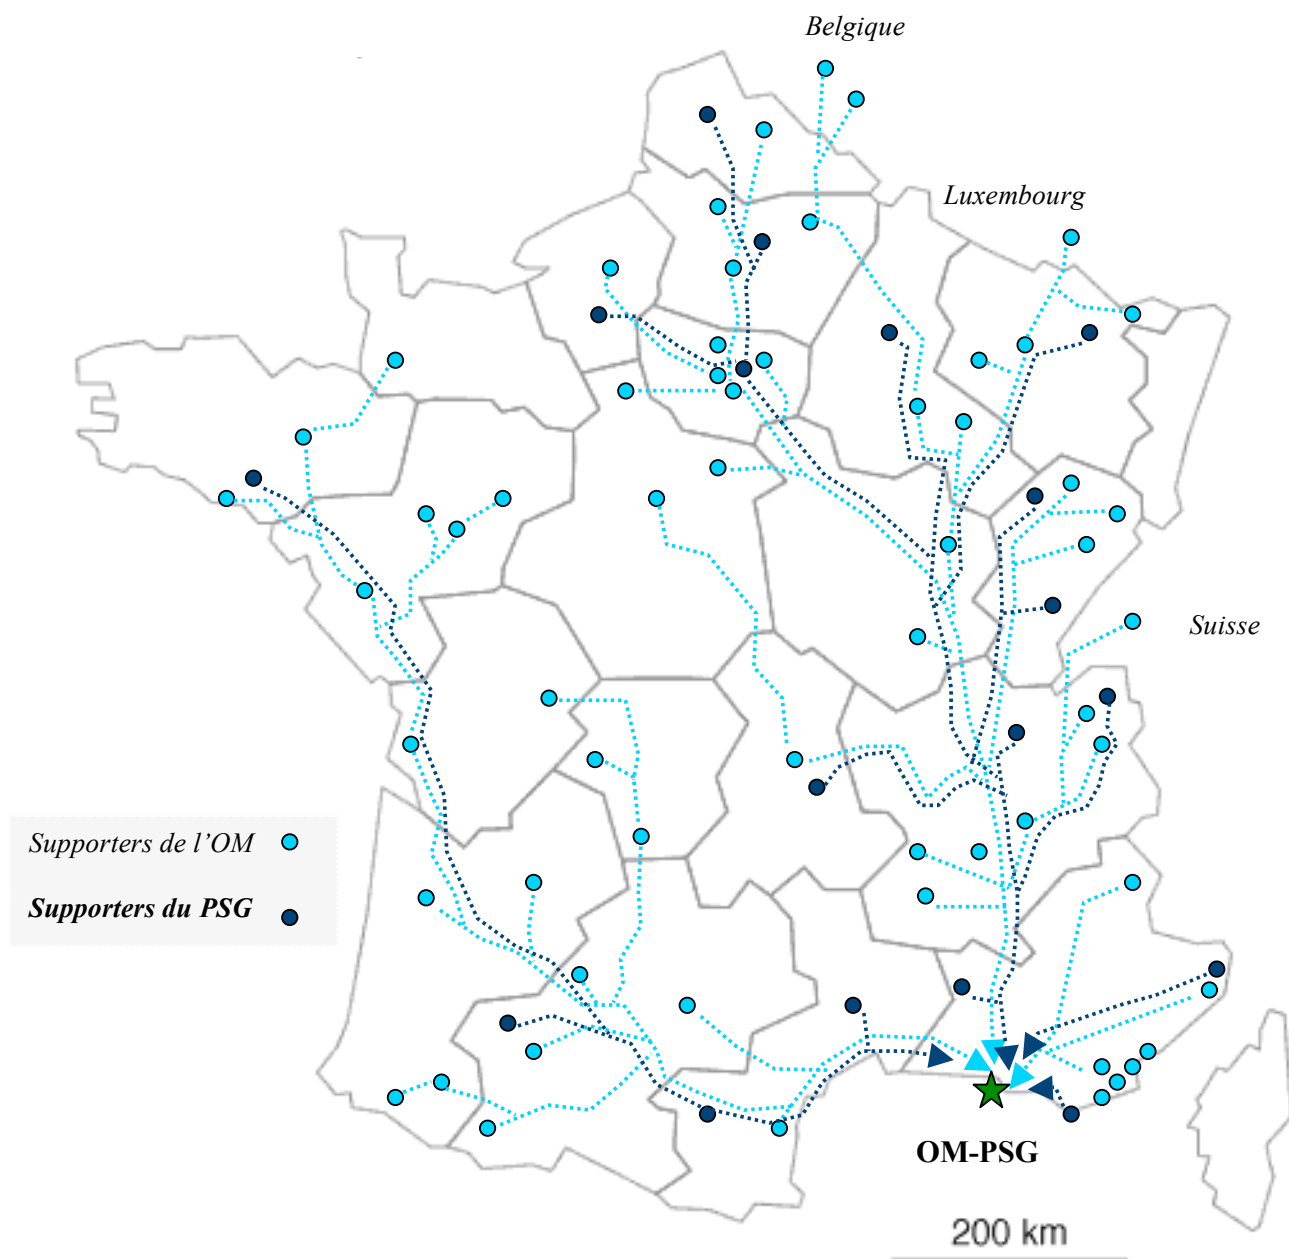 Belgique
Luxembourg
Suisse
Supporters de l’OM
Supporters du PSG
OM-PSG
200 km